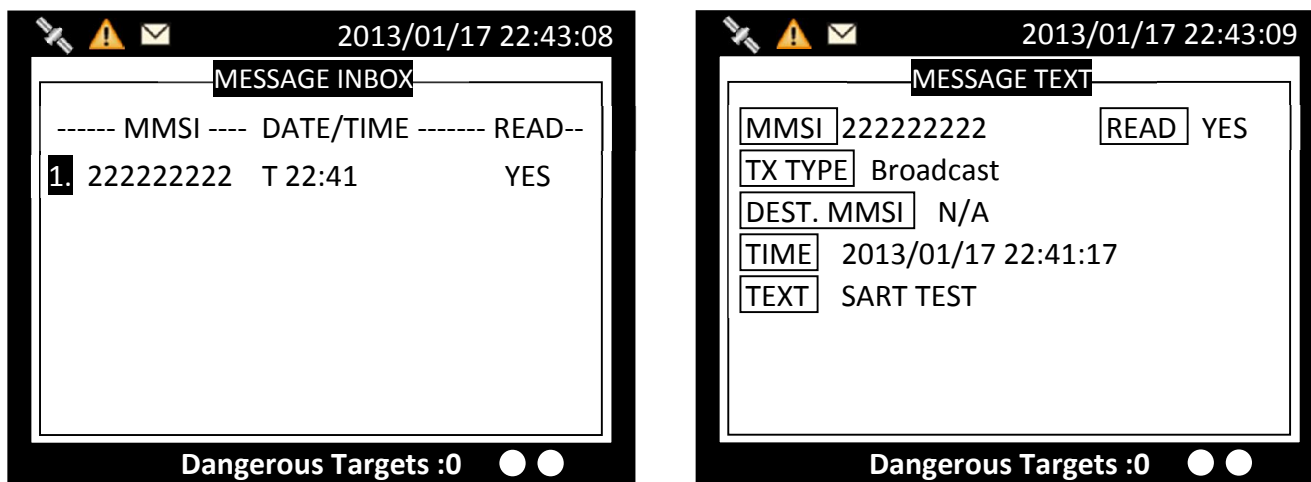 2013/01/17 22:43:08
MESSAGE INBOX
------ MMSI ---- DATE/TIME ------- READ--
1. 222222222 T 22:41 YES
Dangerous Targets :0
2013/01/17 22:43:09
MESSAGE TEXT
MMSI 222222222 READ YES
TX TYPE Broadcast
DEST. MMSI N/A
TIME 2013/01/17 22:41:17
TEXT SART TEST
Dangerous Targets :0